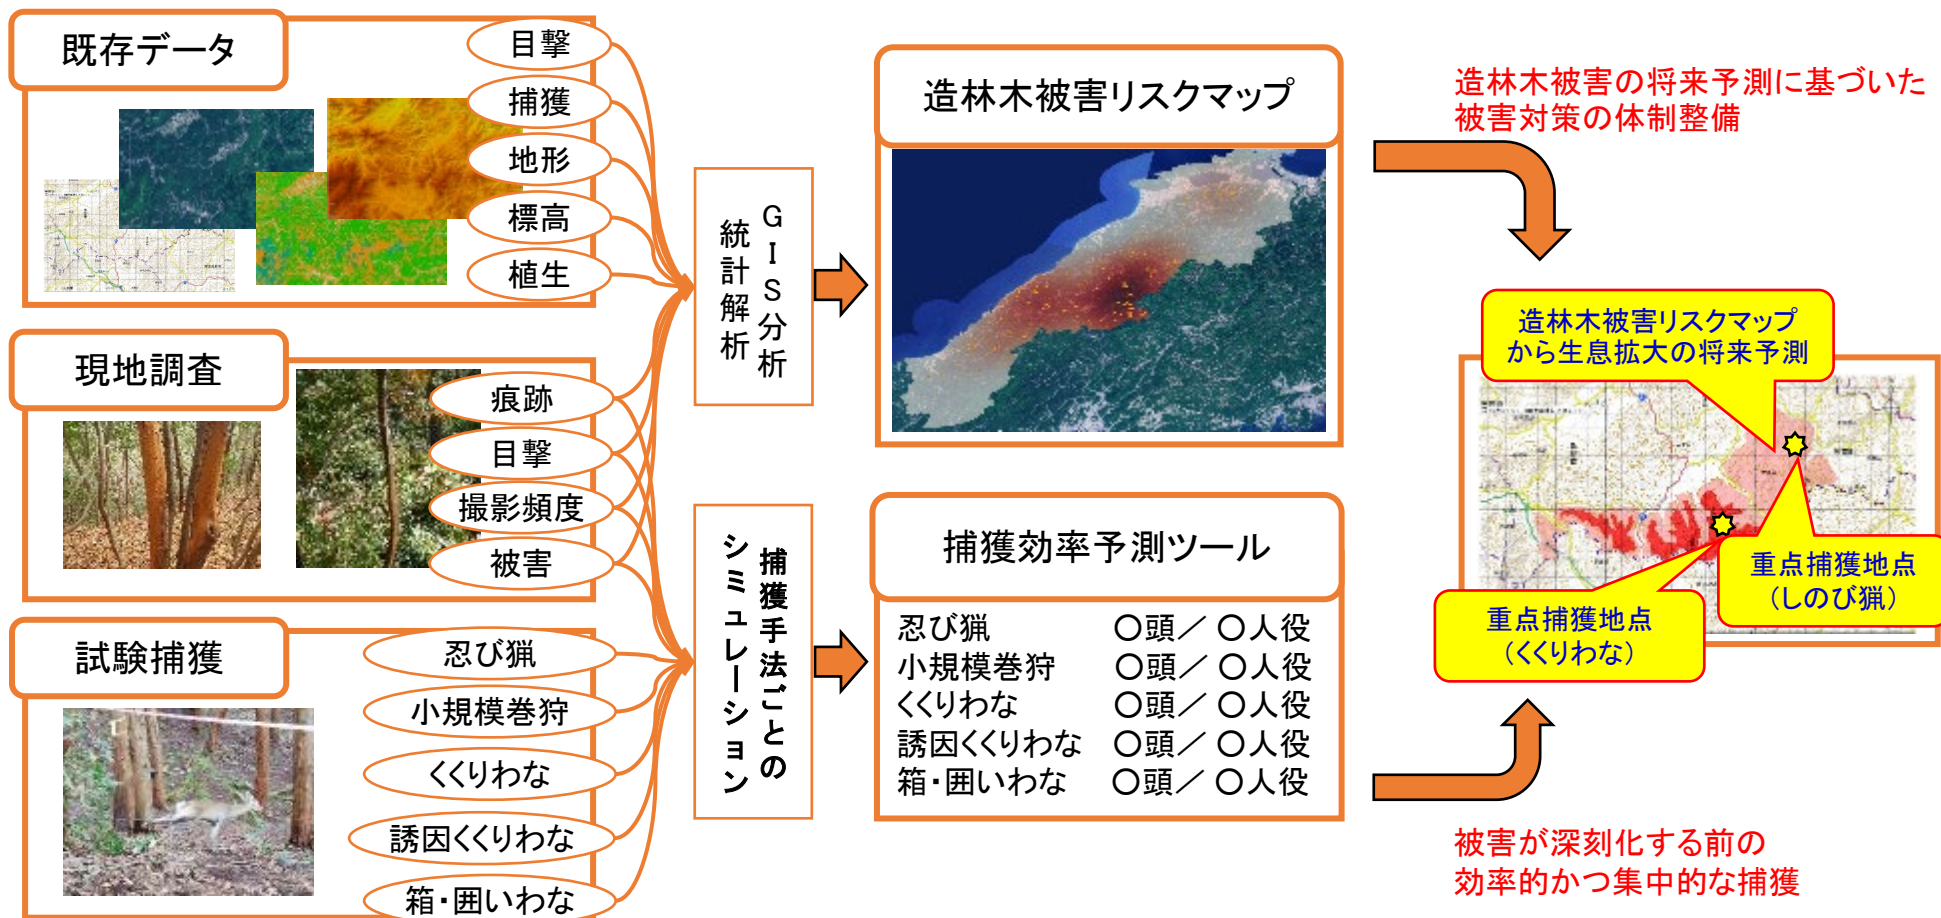 既存データ
目撃
捕獲
地形
標高
植生
現地調査
痕跡
目撃
撮影頻度
被害
試験捕獲
忍び猟
小規模巻狩
くくりわな
誘因くくりわな
箱・囲いわな
GIS分析
統計解析
捕獲手法ごとの
シミュレーション
造林木被害リスクマップ
捕獲効率予測ツール
忍び猟 〇頭／〇人役
小規模巻狩 〇頭／〇人役
くくりわな 〇頭／〇人役
誘因くくりわな 〇頭／〇人役
箱・囲いわな 〇頭／〇人役
造林木被害の将来予測に基づいた
被害対策の体制整備
造林木被害リスクマップ
から生息拡大の将来予測
重点捕獲地点
（しのび猟）
重点捕獲地点
（くくりわな）
被害が深刻化する前の
効率的かつ集中的な捕獲